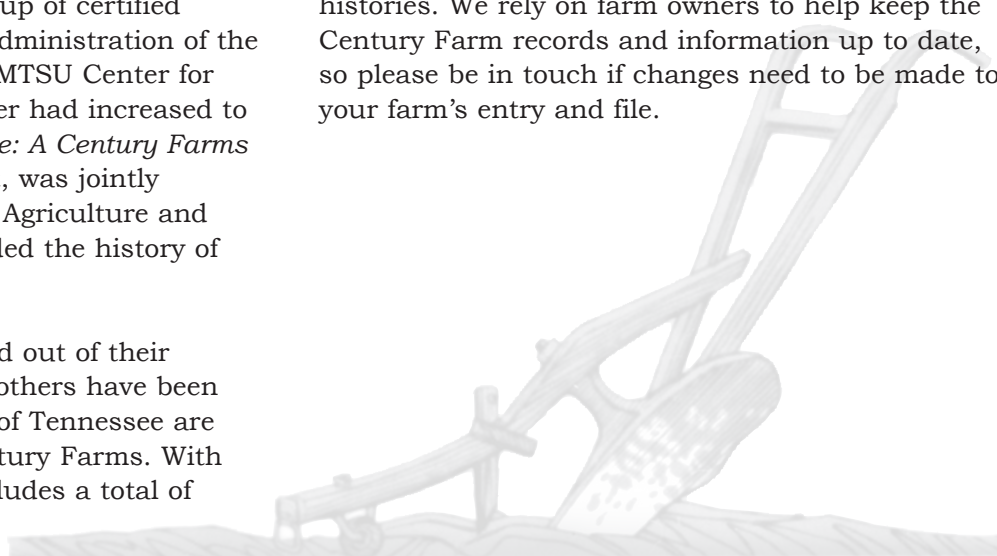 up of certified
dministration of the
MTSU Center for
er had increased to
e: A Century Farms
, was jointly
Agriculture and
led the history of
d out of their
others have been
of Tennessee are
tury Farms. With
ludes a total of
histories. We rely on farm owners to help keep the
Century Farm records and information up to date,
so please be in touch if changes need to be made to
your farm's entry and file.